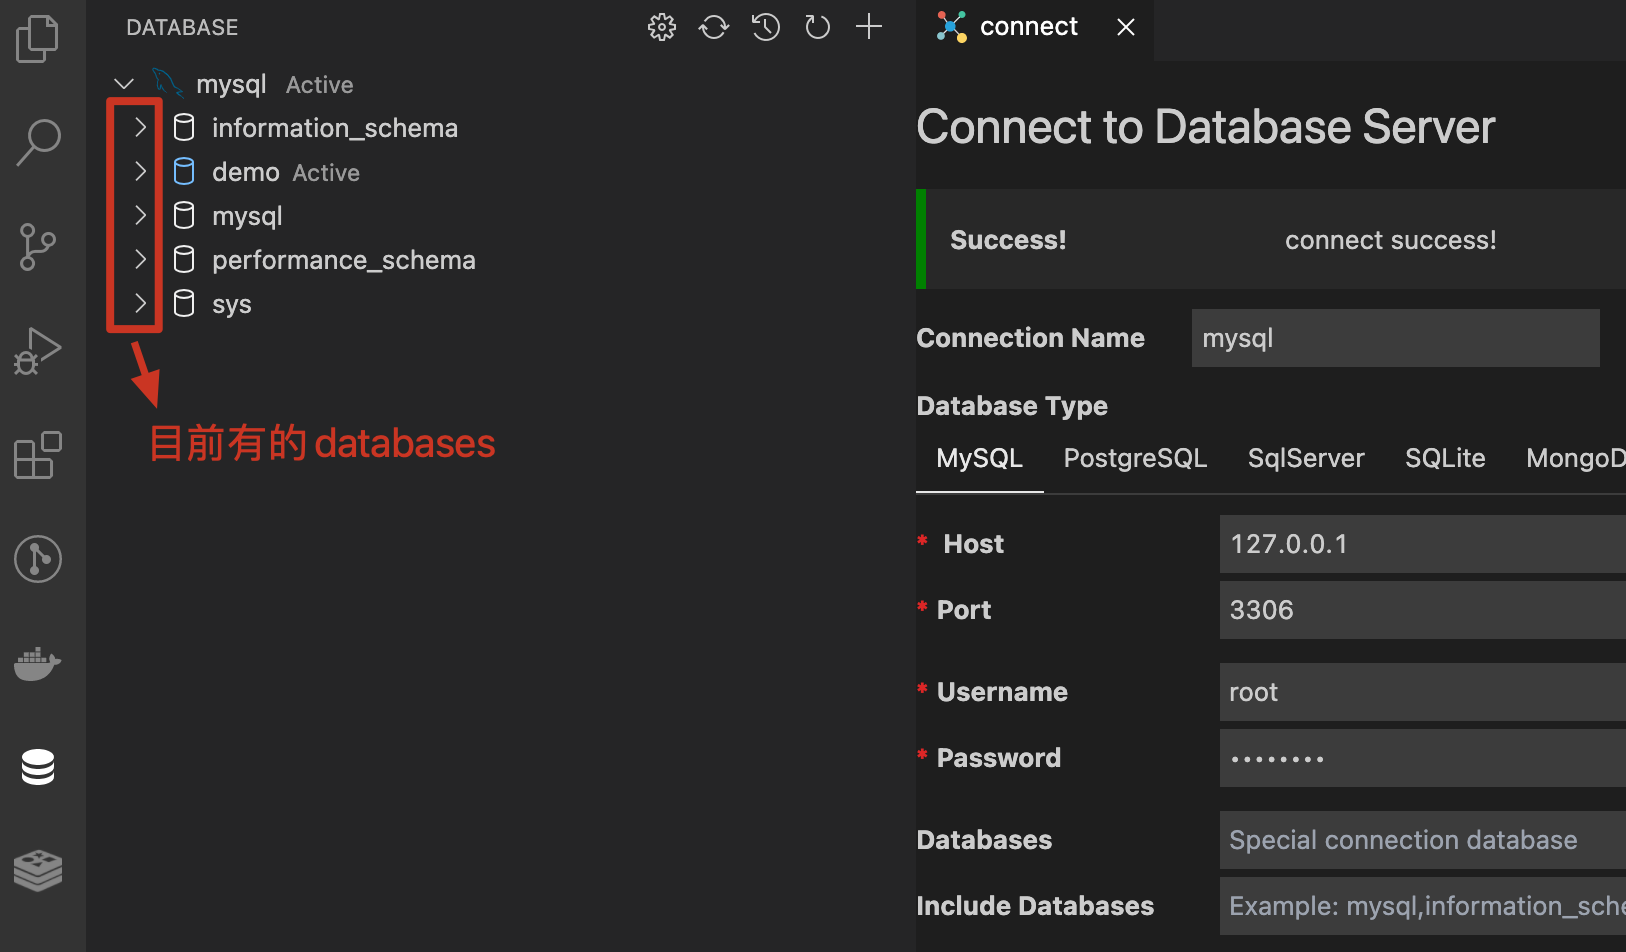 DATABASE
mysql Active
information_schema
demo Active
mysql
performance_schema
sys
目前有的 databases
connect
Connect to Database Server
Success! connect success!
Connection Name mysql
Database Type
MySQL PostgreSQL SqlServer SQLite MongoD
* Host 127.0.0.1
* Port 3306
* Username root
* Password ••••••••
Databases Special connection database
Include Databases Example: mysql,information_sche